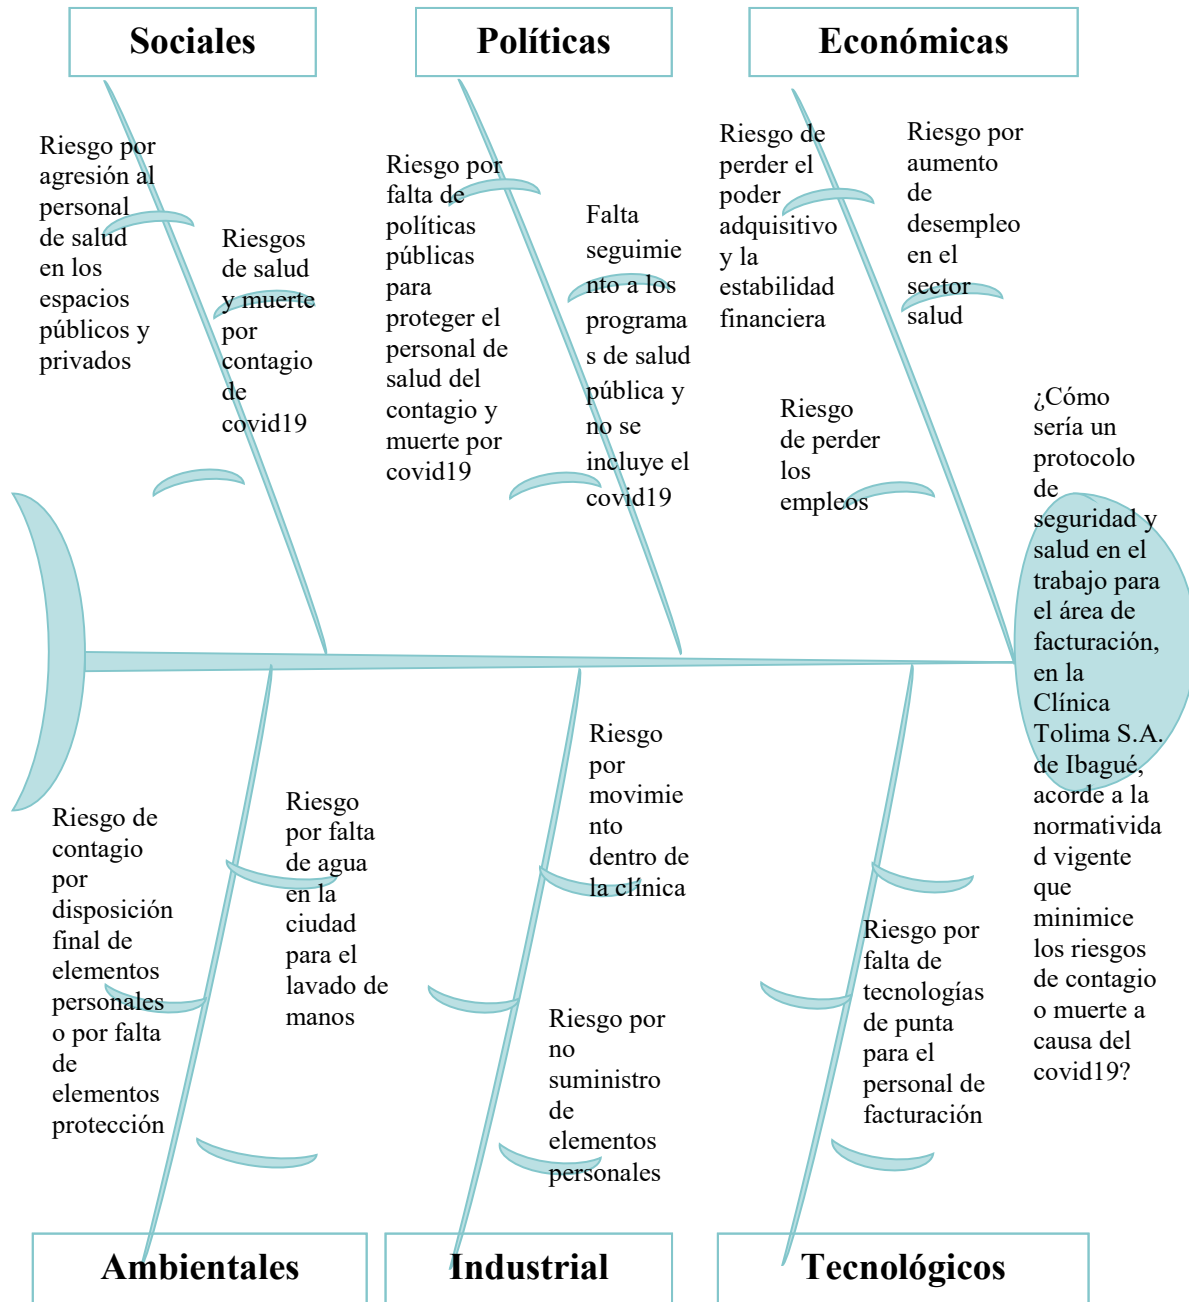 Sociales
Políticas
Económicas
Riesgo por
agresión al
personal
de salud
en los
espacios
públicos y
privados
Riesgos
de salud
y muerte
por
contagio
de
covid19
Riesgo por
falta de
políticas
públicas
para
proteger el
personal de
salud del
contagio y
muerte por
covid19
Falta
seguimie
nto a los
programa
s de salud
pública y
no se
incluye el
covid19
Riesgo de
perder el
poder
adquisitivo
y la
estabilidad
financiera
Riesgo por
aumento
de
desempleo
en el
sector
salud
Riesgo
de perder
los
empleos
¿Cómo
sería un
protocolo
de
seguridad y
salud en el
trabajo para
el área de
facturación,
en la
Clínica
Tolima S.A.
de Ibagué,
acorde a la
normativida
d vigente
que
minimice
los riesgos
de contagio
o muerte a
causa del
covid19?
Riesgo de
contagio
por
disposición
final de
elementos
personales
o por falta
de
elementos
protección
Riesgo
por falta
de agua
en la
ciudad
para el
lavado de
manos
Riesgo
por
movimie
nto
dentro de
la clínica
Riesgo por
no
suministro
de
elementos
personales
Riesgo por
falta de
tecnologías
de punta
para el
personal de
facturación
Ambientales
Industrial
Tecnológicos